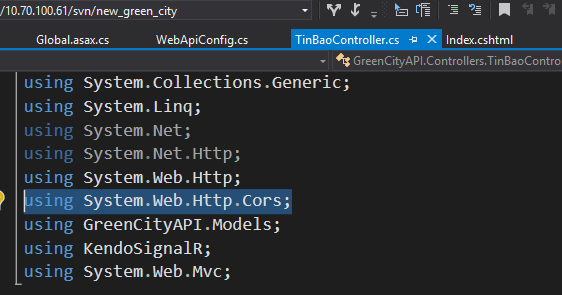 /10.70.100.61/svn/new_green_city
Global.asax.cs WebApiConfig.cs TinBaoController.cs Index.cshtml
GreenCityAPI.Controllers.TinBaoContro
using System.Collections.Generic;
using System.Linq;
using System.Net;
using System.Net.Http;
using System.Web.Http;
using System.Web.Http.Cors;
using GreenCityAPI.Models;
using KendoSignalR;
using System.Web.Mvc;